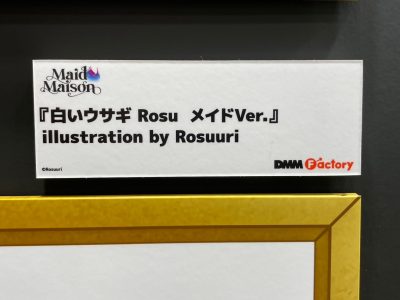 Maid
Maison
『白いウサギ Rosu メイドVer.』
illustration by Rosuuri
©Rosuuri
DMM Factory